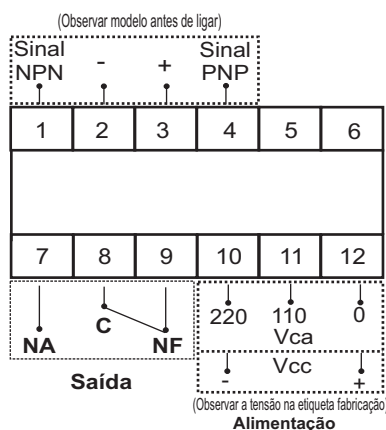 (Observar modelo antes de ligar)
Sinal NPN - + Sinal PNP
1 2 3 4 5 6
7 8 9 10 11 12
NA C NF 220 110 0
Vca
Saída - Vcc +
(Observar a tensão na etiqueta fabricação)
Alimentação